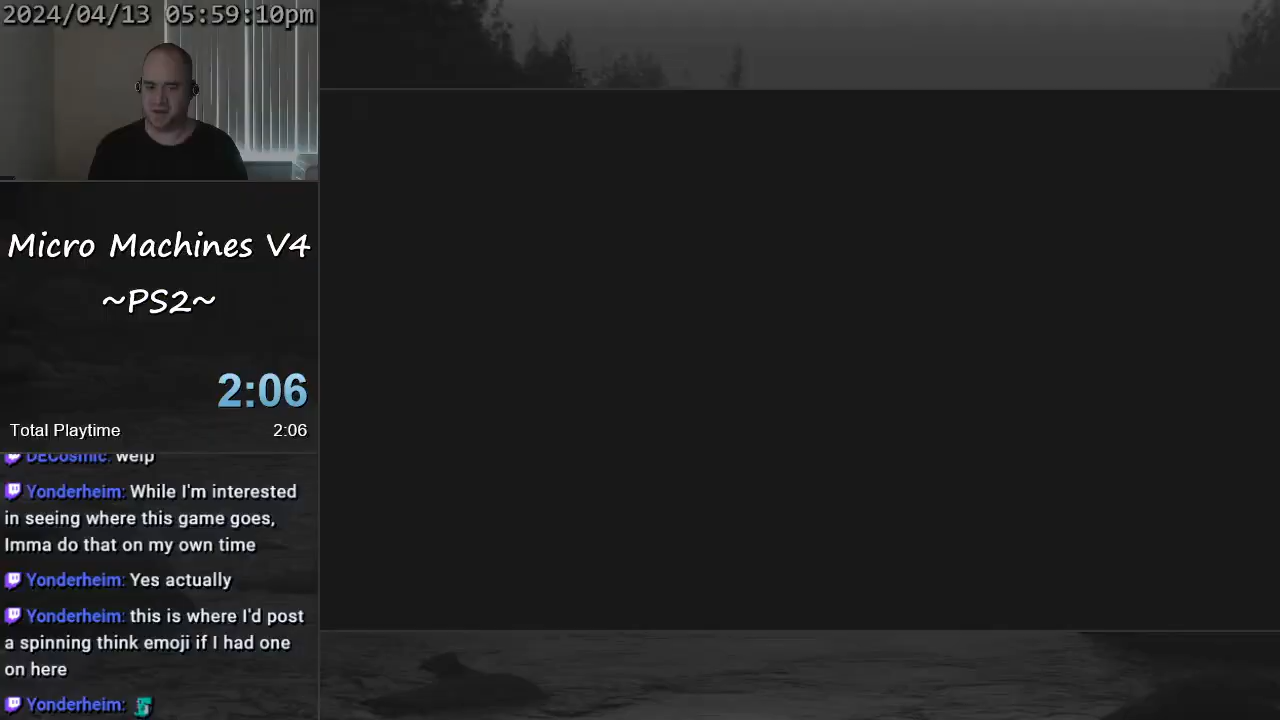 2024/04/13 05:59:10pm
Micro Machines V4
~PS2~
2:06
Total Playtime 2:06
DECosmic: welp
Yonderheim: While I'm interested
in seeing where this game goes,
Imma do that on my own time
Yonderheim: Yes actually
Yonderheim: this is where I'd post
a spinning think emoji if I had one
on here
Yonderheim: